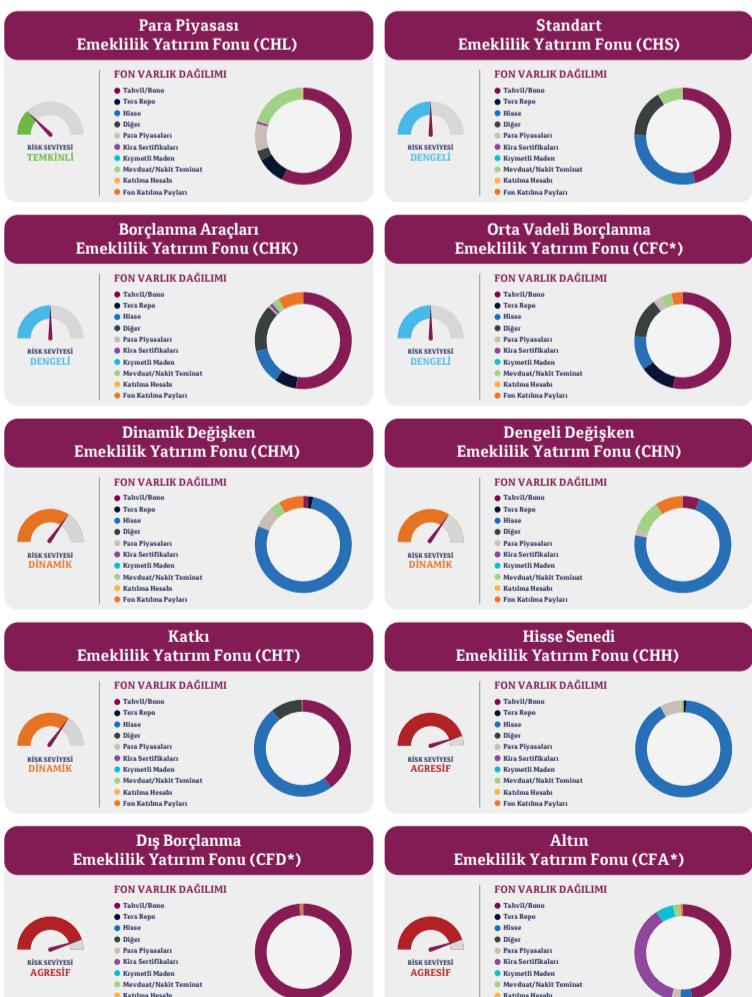 Para Piyasası
Emeklilik Yatırım Fonu (CHL)
RİSK SEVİYESİ
TEMKİNLİ
FON VARLIK DAĞILIMI
Tahvil/Bono
Ters Repo
Hisse
Diğer
Para Piyasaları
Kira Sertifikaları
Kıymetli Maden
Mevduat/Nakit Teminat
Katılma Hesabı
Fon Katılma Payları
Standart
Emeklilik Yatırım Fonu (CHS)
RİSK SEVİYESİ
DENGELİ
FON VARLIK DAĞILIMI
Tahvil/Bono
Ters Repo
Hisse
Diğer
Para Piyasaları
Kira Sertifikaları
Kıymetli Maden
Mevduat/Nakit Teminat
Katılma Hesabı
Fon Katılma Payları
Borçlanma Araçları
Emeklilik Yatırım Fonu (CHK)
RİSK SEVİYESİ
DENGELİ
FON VARLIK DAĞILIMI
Tahvil/Bono
Ters Repo
Hisse
Diğer
Para Piyasaları
Kira Sertifikaları
Kıymetli Maden
Mevduat/Nakit Teminat
Katılma Hesabı
Fon Katılma Payları
Orta Vadeli Borçlanma
Emeklilik Yatırım Fonu (CFC*)
RİSK SEVİYESİ
DENGELİ
FON VARLIK DAĞILIMI
Tahvil/Bono
Ters Repo
Hisse
Diğer
Para Piyasaları
Kira Sertifikaları
Kıymetli Maden
Mevduat/Nakit Teminat
Katılma Hesabı
Fon Katılma Payları
Dinamik Değişken
Emeklilik Yatırım Fonu (CHM)
RİSK SEVİYESİ
DİNAMİK
FON VARLIK DAĞILIMI
Tahvil/Bono
Ters Repo
Hisse
Diğer
Para Piyasaları
Kira Sertifikaları
Kıymetli Maden
Mevduat/Nakit Teminat
Katılma Hesabı
Fon Katılma Payları
Dengeli Değişken
Emeklilik Yatırım Fonu (CHN)
RİSK SEVİYESİ
DİNAMİK
FON VARLIK DAĞILIMI
Tahvil/Bono
Ters Repo
Hisse
Diğer
Para Piyasaları
Kira Sertifikaları
Kıymetli Maden
Mevduat/Nakit Teminat
Katılma Hesabı
Fon Katılma Payları
Katkı
Emeklilik Yatırım Fonu (CHT)
RİSK SEVİYESİ
DİNAMİK
FON VARLIK DAĞILIMI
Tahvil/Bono
Ters Repo
Hisse
Diğer
Para Piyasaları
Kira Sertifikaları
Kıymetli Maden
Mevduat/Nakit Teminat
Katılma Hesabı
Fon Katılma Payları
Hisse Senedi
Emeklilik Yatırım Fonu (CHH)
RİSK SEVİYESİ
AGRESİF
FON VARLIK DAĞILIMI
Tahvil/Bono
Ters Repo
Hisse
Diğer
Para Piyasaları
Kira Sertifikaları
Kıymetli Maden
Mevduat/Nakit Teminat
Katılma Hesabı
Fon Katılma Payları
Dış Borçlanma
Emeklilik Yatırım Fonu (CFD*)
RİSK SEVİYESİ
AGRESİF
FON VARLIK DAĞILIMI
Tahvil/Bono
Ters Repo
Hisse
Diğer
Para Piyasaları
Kira Sertifikaları
Kıymetli Maden
Mevduat/Nakit Teminat
Katılma Hesabı
Altın
Emeklilik Yatırım Fonu (CFA*)
RİSK SEVİYESİ
AGRESİF
FON VARLIK DAĞILIMI
Tahvil/Bono
Ters Repo
Hisse
Diğer
Para Piyasaları
Kira Sertifikaları
Kıymetli Maden
Mevduat/Nakit Teminat
Katılma Hesabı